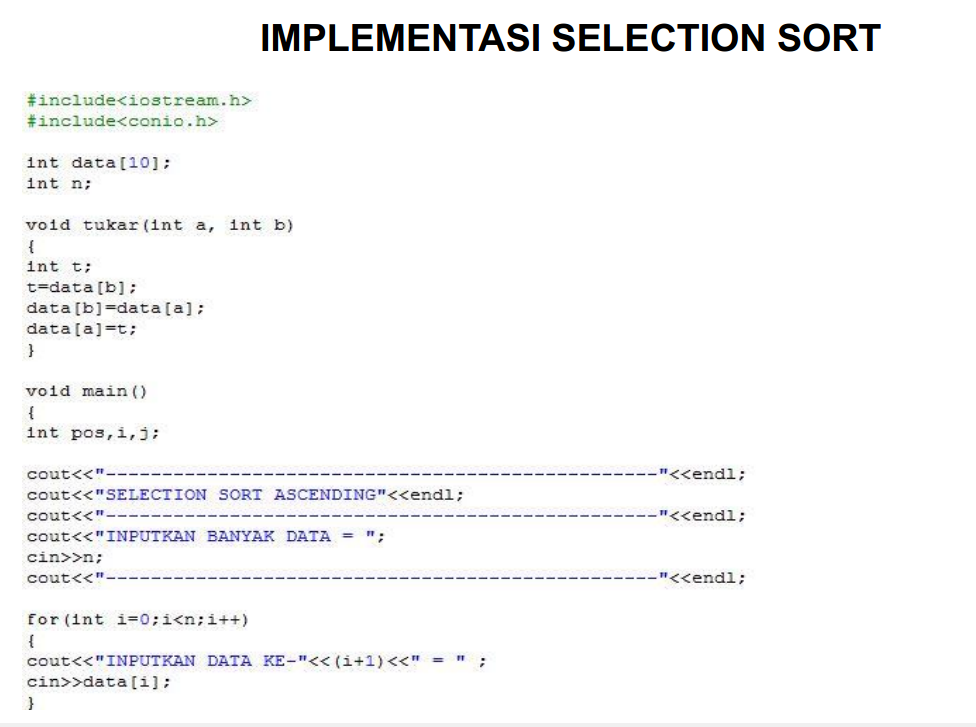 IMPLEMENTASI SELECTION SORT
#include<iostream.h>
#include<conio.h>
int data[10];
int n;
void tukar(int a, int b)
{
int t;
t=data[b];
data[b]=data[a];
data[a]=t;
}
void main()
{
int pos,i,j;
cout<<"--------------------------------------------------"<<endl;
cout<<"SELECTION SORT ASCENDING"<<endl;
cout<<"--------------------------------------------------"<<endl;
cout<<"INPUTKAN BANYAK DATA = ";
cin>>n;
cout<<"--------------------------------------------------"<<endl;
for(int i=0;i<n;i++)
{
cout<<"INPUTKAN DATA KE-"<<(i+1)<<" = " ;
cin>>data[i];
}